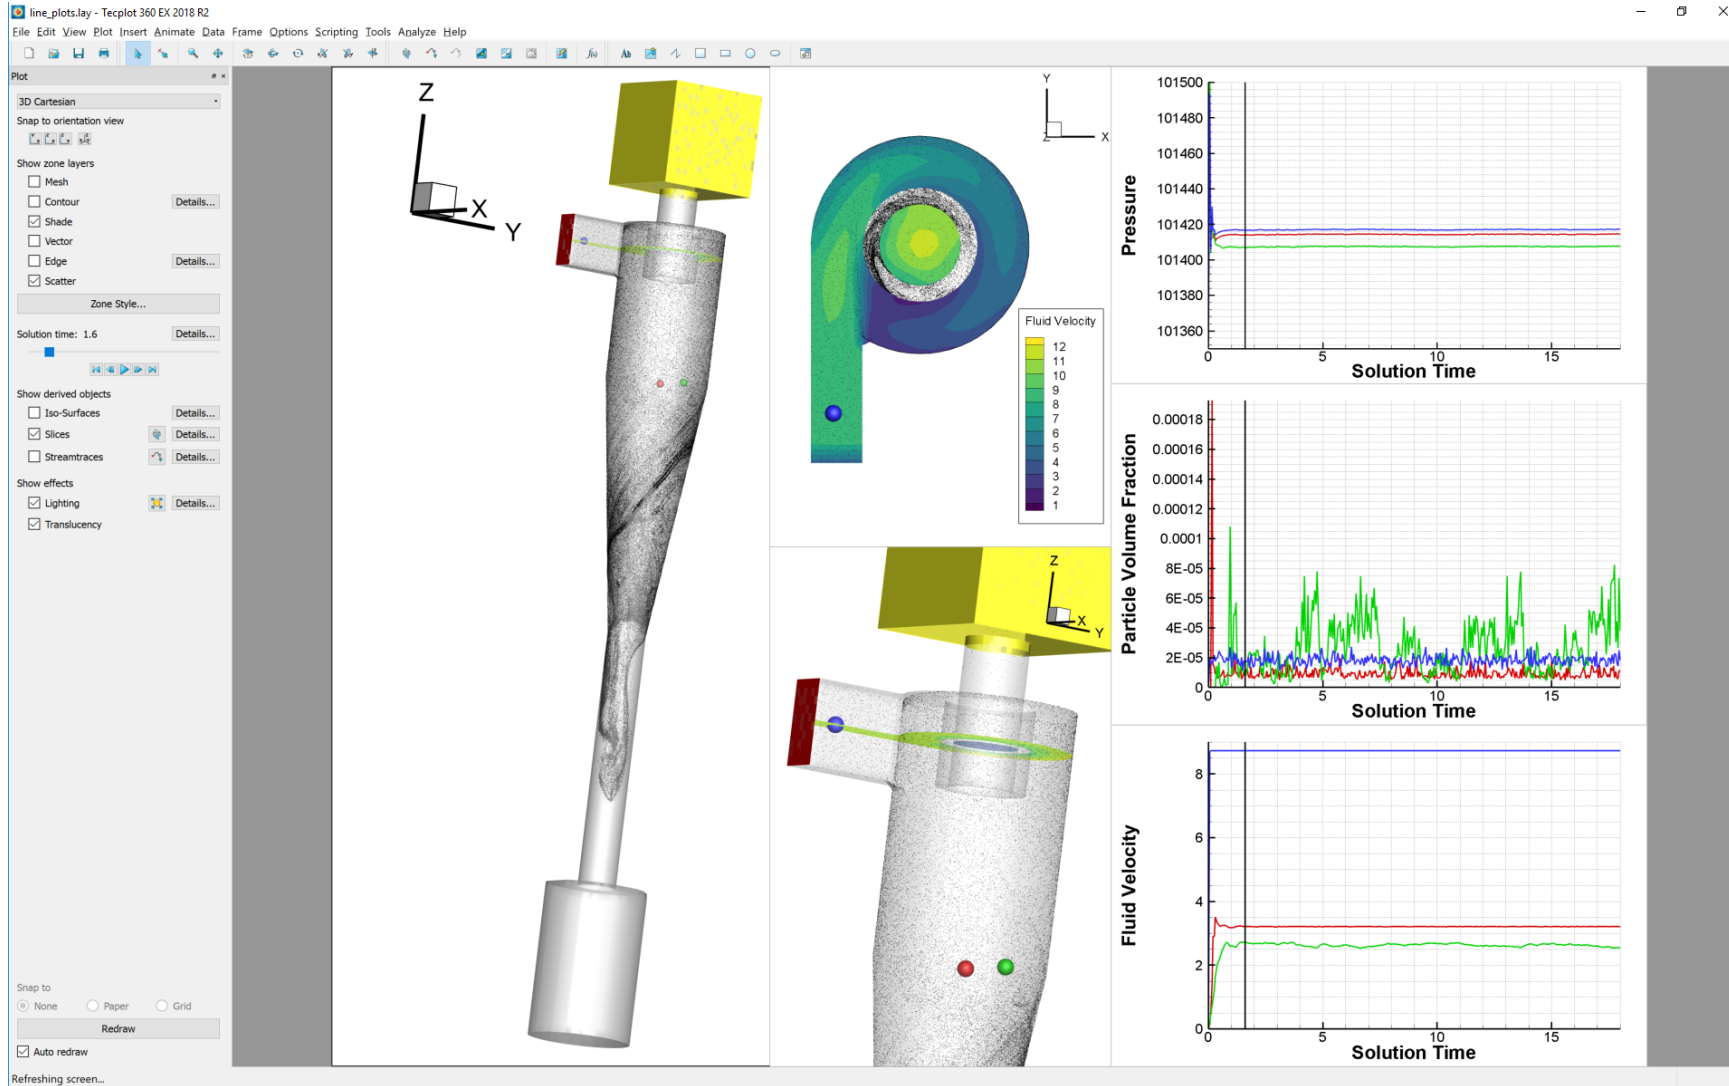 line_plots.lay - Tecplot 360 EX 2018 R2
File Edit View Plot Insert Animate Data Frame Options Scripting Tools Analyze Help
Plot
3D Cartesian
Snap to orientation view
Show zone layers
Mesh
Contour Details...
Shade
Vector
Edge Details...
Scatter
Zone Style...
Solution time: 1.6 Details...
Show derived objects
Iso-Surfaces Details...
Slices Details...
Streamtraces Details...
Show effects
Lighting Details...
Translucency
Snap to
None Paper Grid
Redraw
Auto redraw
Refreshing screen...
Z
X
Y
Y
X
Z
Fluid Velocity
12
11
10
9
8
7
6
5
4
3
2
1
Z
X
Y
Pressure
101500
101480
101460
101440
101420
101400
101380
101360
0 5 10 15
Solution Time
Particle Volume Fraction
0.00018
0.00016
0.00014
0.00012
0.0001
8E-05
6E-05
4E-05
2E-05
0
0 5 10 15
Solution Time
Fluid Velocity
8
6
4
2
0
0 5 10 15
Solution Time